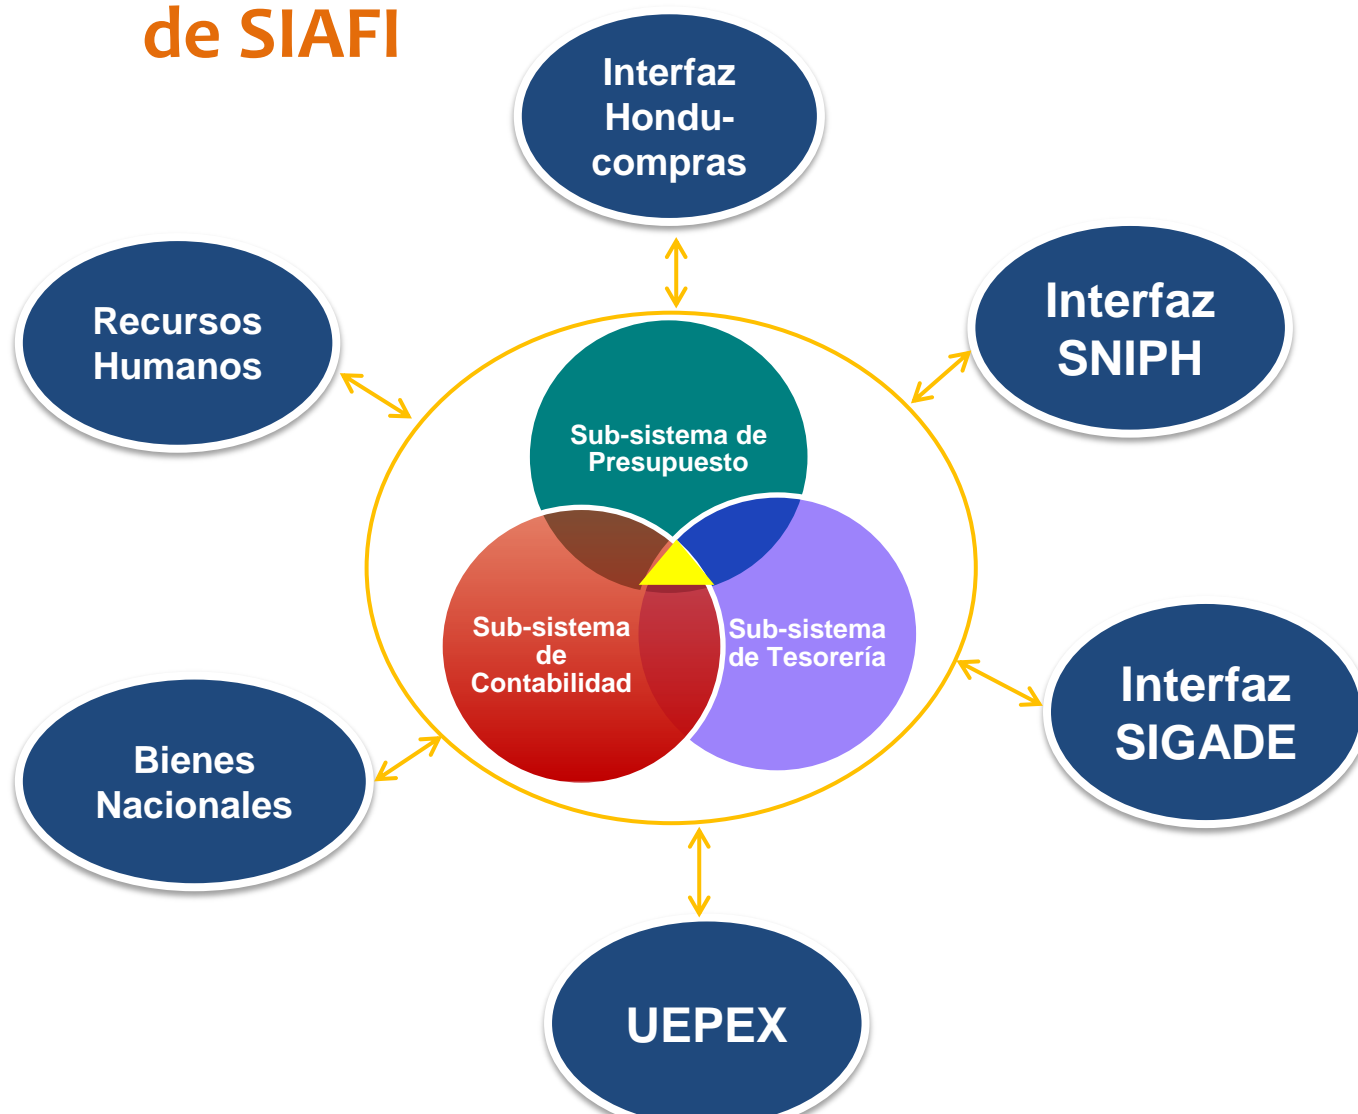 de SIAFI
Interfaz
Hondu-
compras
Recursos
Humanos
Interfaz
SNIPH
Sub-sistema de
Presupuesto
Sub-sistema
de
Contabilidad
Sub-sistema
de Tesorería
Interfaz
SIGADE
Bienes
Nacionales
UEPEX